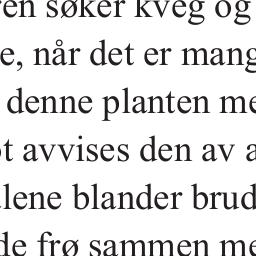 ren søker kveg og
e, når det er mang
denne planten me
t avvises den av a
lene blander brud
de frø sammen me